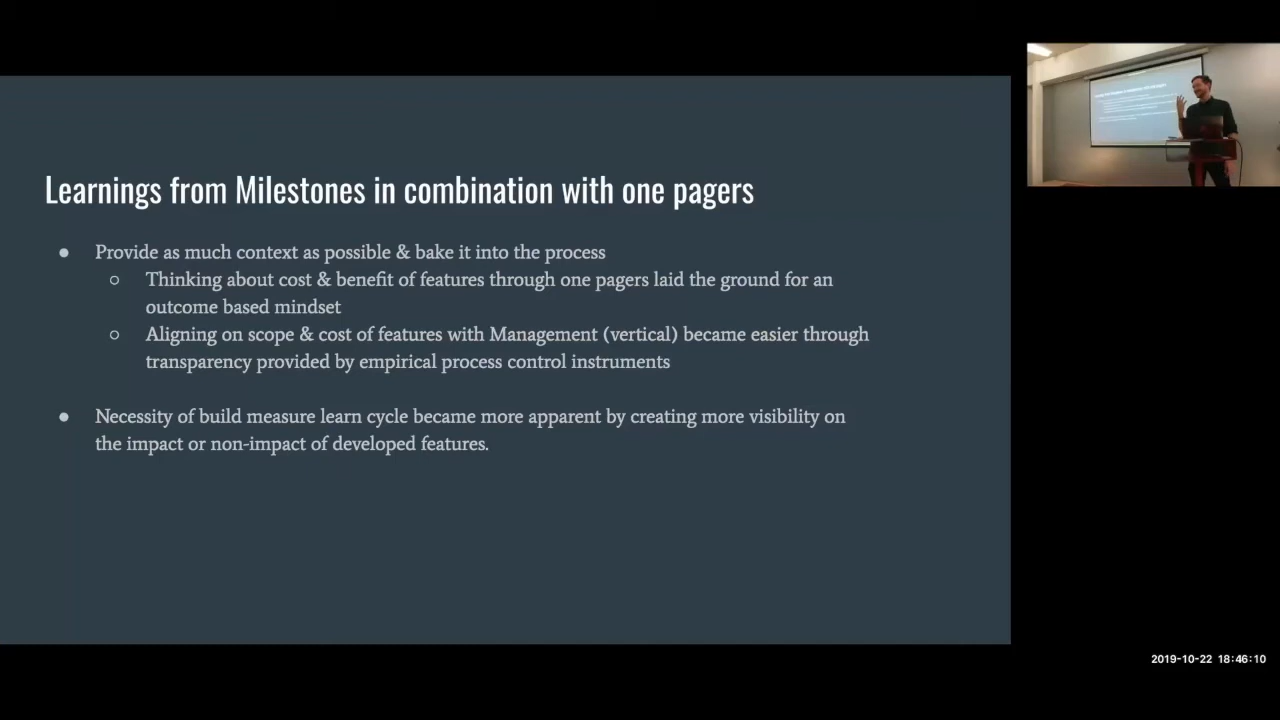 Learnings from Milestones in combination with one pagers
● Provide as much context as possible & bake it into the process
○ Thinking about cost & benefit of features through one pagers laid the ground for an
outcome based mindset
○ Aligning on scope & cost of features with Management (vertical) became easier through
transparency provided by empirical process control instruments
● Necessity of build measure learn cycle became more apparent by creating more visibility on
the impact or non-impact of developed features.
2019-10-22 18:46:10